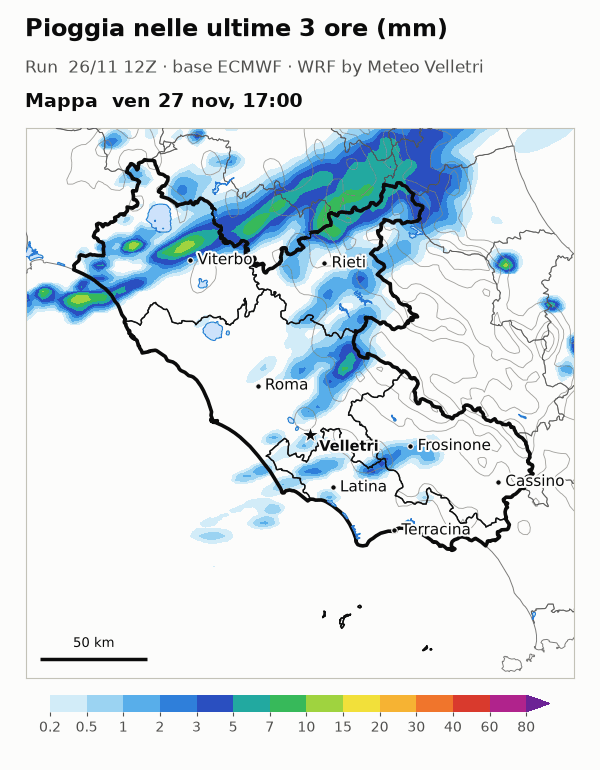 Pioggia nelle ultime 3 ore (mm)
Run  26/11 12Z · base ECMWF · WRF by Meteo Velletri
Mappa  ven 27 nov, 17:00
Viterbo
Rieti
Roma
Velletri
Frosinone
Cassino
Latina
Terracina
50 km
0.2 0.5 1 2 3 5 7 10 15 20 30 40 60 80